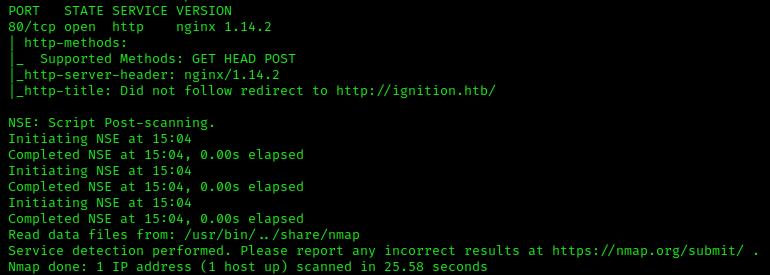 PORT   STATE SERVICE VERSION
80/tcp open  http    nginx 1.14.2
| http-methods:
|_  Supported Methods: GET HEAD POST
|_http-server-header: nginx/1.14.2
|_http-title: Did not follow redirect to http://ignition.htb/

NSE: Script Post-scanning.
Initiating NSE at 15:04
Completed NSE at 15:04, 0.00s elapsed
Initiating NSE at 15:04
Completed NSE at 15:04, 0.00s elapsed
Initiating NSE at 15:04
Completed NSE at 15:04, 0.00s elapsed
Read data files from: /usr/bin/../share/nmap
Service detection performed. Please report any incorrect results at https://nmap.org/submit/ .
Nmap done: 1 IP address (1 host up) scanned in 25.58 seconds